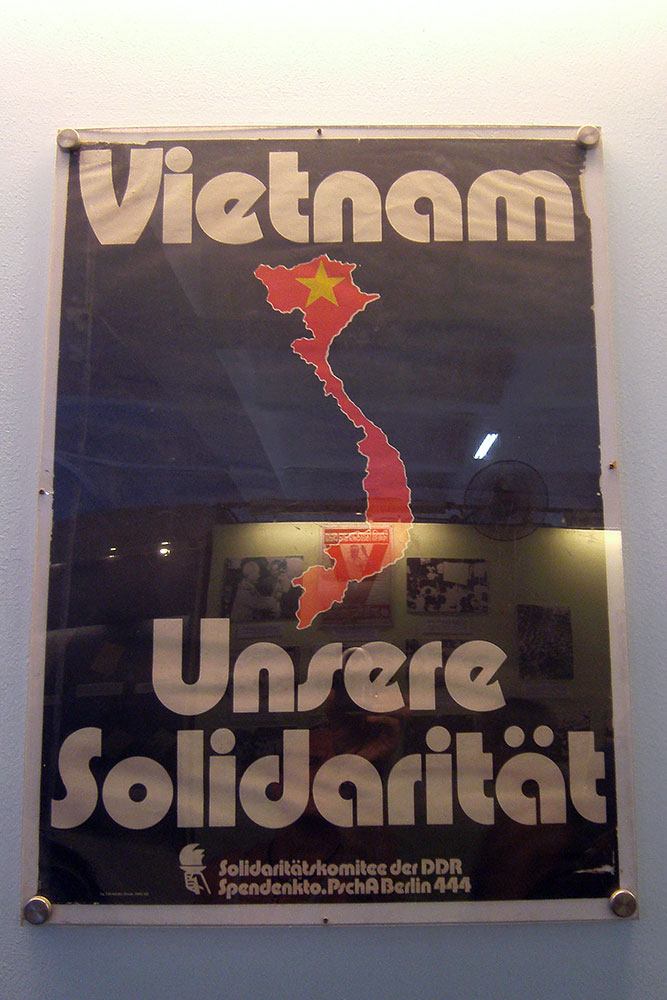 Vietnam
Unsere
Solidarität
Solidaritätskomitee der DDR
Spendenkto. PschA Berlin 444